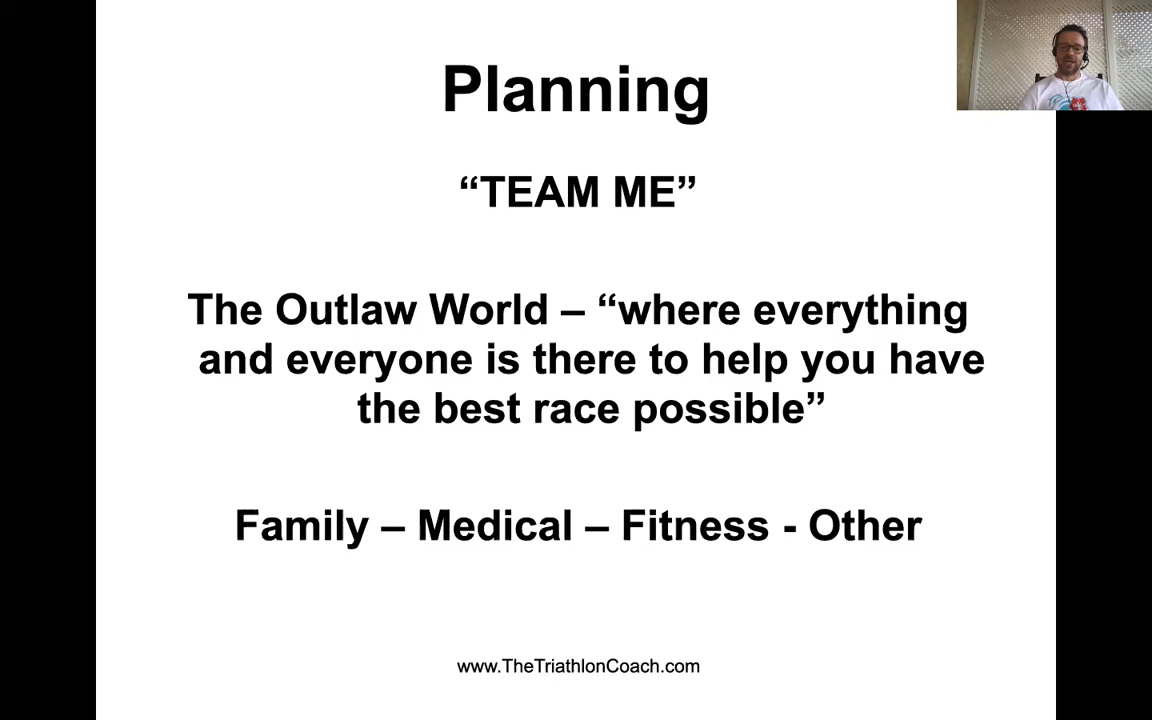 Planning
“TEAM ME”
The Outlaw World – “where everything
and everyone is there to help you have
the best race possible”
Family – Medical – Fitness - Other
www.TheTriathlonCoach.com